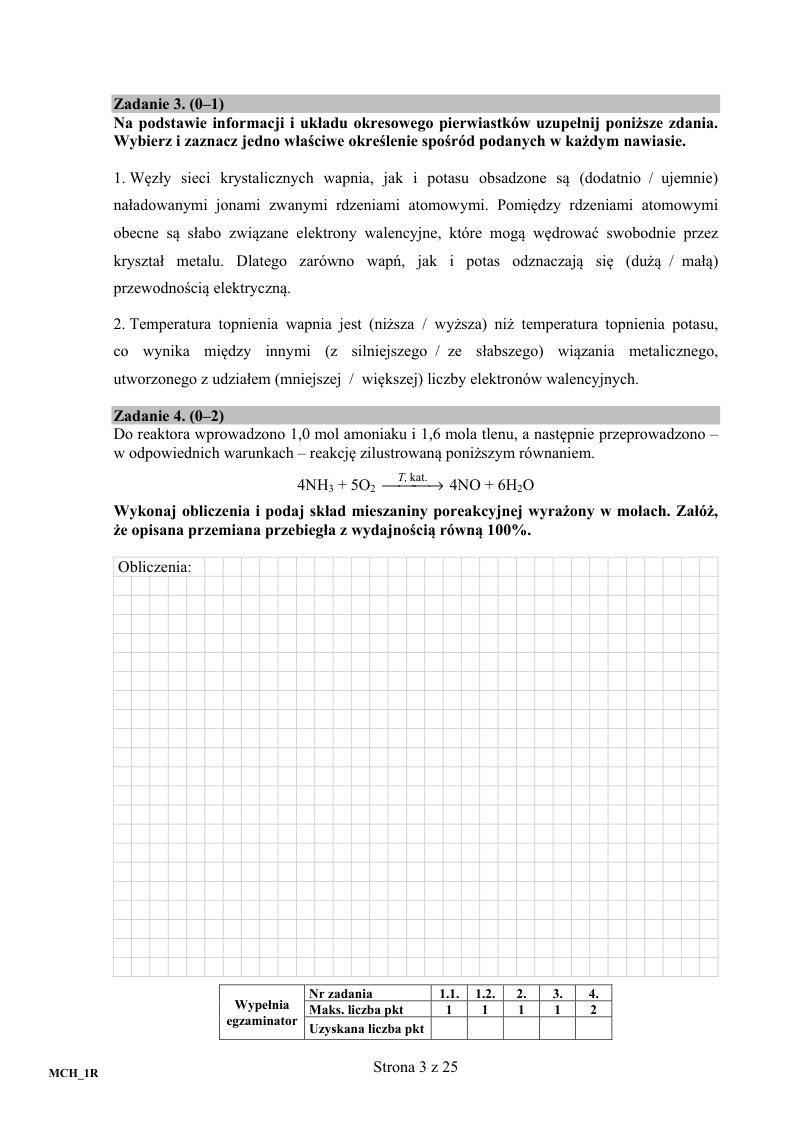 Zadanie 3. (0–1)
Na podstawie informacji i układu okresowego pierwiastków uzupełnij poniższe zdania.
Wybierz i zaznacz jedno właściwe określenie spośród podanych w każdym nawiasie.
1. Węzły sieci krystalicznych wapnia, jak i potasu obsadzone są (dodatnio / ujemnie)
naładowanymi jonami zwanymi rdzeniami atomowymi. Pomiędzy rdzeniami atomowymi
obecne są słabo związane elektrony walencyjne, które mogą wędrować swobodnie przez
kryształ metalu. Dlatego zarówno wapń, jak i potas odznaczają się (dużą / małą)
przewodnością elektryczną.
2. Temperatura topnienia wapnia jest (niższa / wyższa) niż temperatura topnienia potasu,
co wynika między innymi (z silniejszego / ze słabszego) wiązania metalicznego,
utworzonego z udziałem (mniejszej / większej) liczby elektronów walencyjnych.
Zadanie 4. (0–2)
Do reaktora wprowadzono 1,0 mol amoniaku i 1,6 mola tlenu, a następnie przeprowadzono –
w odpowiednich warunkach – reakcję zilustrowaną poniższym równaniem.
4NH₃ + 5O₂ —T, kat.→ 4NO + 6H₂O
Wykonaj obliczenia i podaj skład mieszaniny poreakcyjnej wyrażony w molach. Załóż,
że opisana przemiana przebiegła z wydajnością równą 100%.
Obliczenia:
Wypełnia egzaminator
Nr zadania 1.1. 1.2. 2. 3. 4.
Maks. liczba pkt 1 1 1 1 2
Uzyskana liczba pkt
MCH_1R
Strona 3 z 25